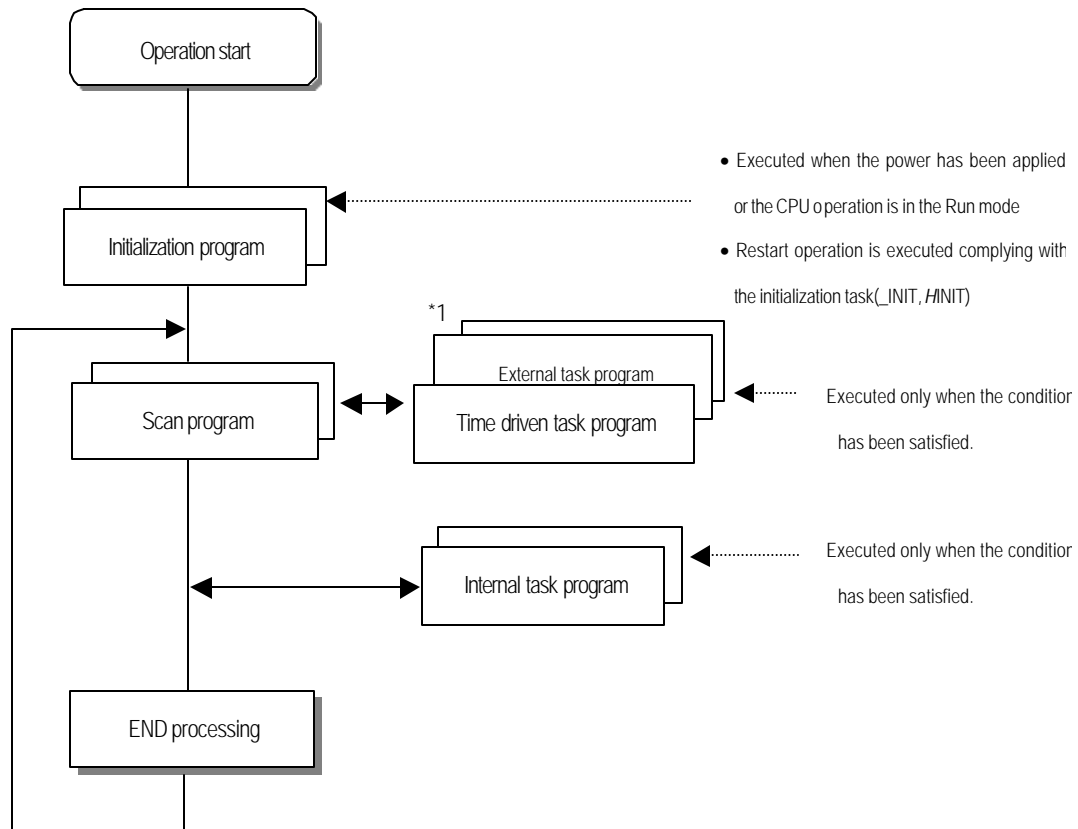 Operation start
• Executed when the power has been applied
or the CPU operation is in the Run mode
Initialization program
• Restart operation is executed complying with
the initialization task(_INIT, HINIT)
*1
External task program
Scan program
Time driven task program
Executed only when the condition
has been satisfied.
Internal task program
Executed only when the condition
has been satisfied.
END processing